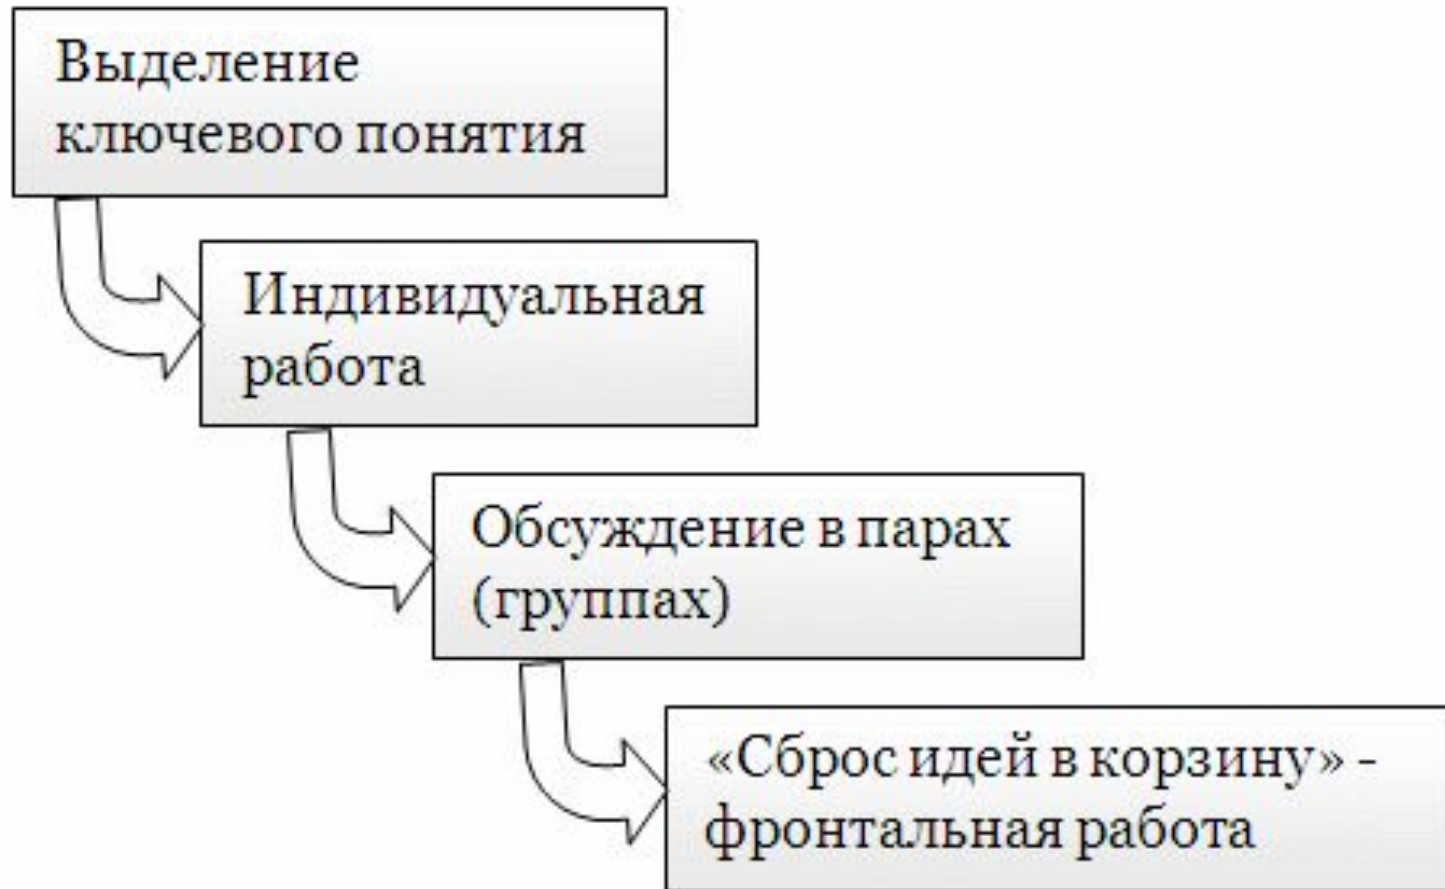 Выделение
ключевого понятия
Индивидуальная
работа
Обсуждение в парах
(группах)
«Сброс идей в корзину» -
фронтальная работа